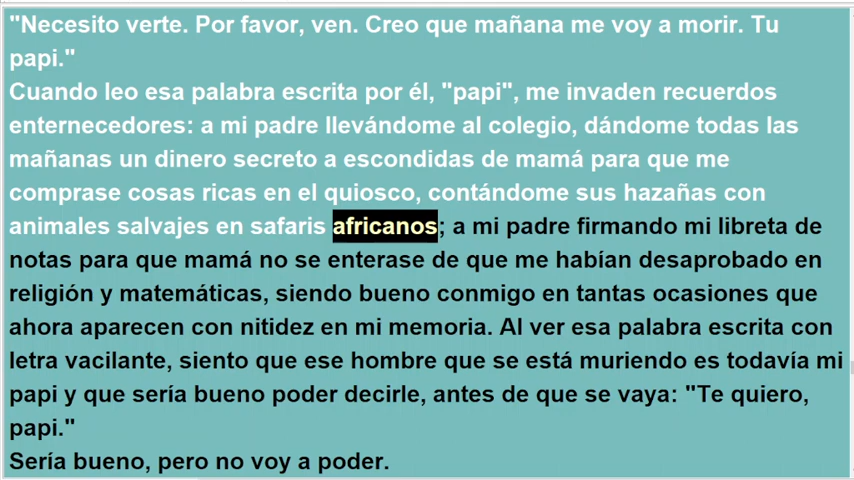 "Necesito verte. Por favor, ven. Creo que mañana me voy a morir. Tu
papi."
Cuando leo esa palabra escrita por él, "papi", me invaden recuerdos
enternecedores: a mi padre llevándome al colegio, dándome todas las
mañanas un dinero secreto a escondidas de mamá para que me
comprase cosas ricas en el quiosco, contándome sus hazañas con
animales salvajes en safaris africanos; a mi padre firmando mi libreta de
notas para que mamá no se enterase de que me habían desaprobado en
religión y matemáticas, siendo bueno conmigo en tantas ocasiones que
ahora aparecen con nitidez en mi memoria. Al ver esa palabra escrita con
letra vacilante, siento que ese hombre que se está muriendo es todavía mi
papi y que sería bueno poder decirle, antes de que se vaya: "Te quiero,
papi."
Sería bueno, pero no voy a poder.